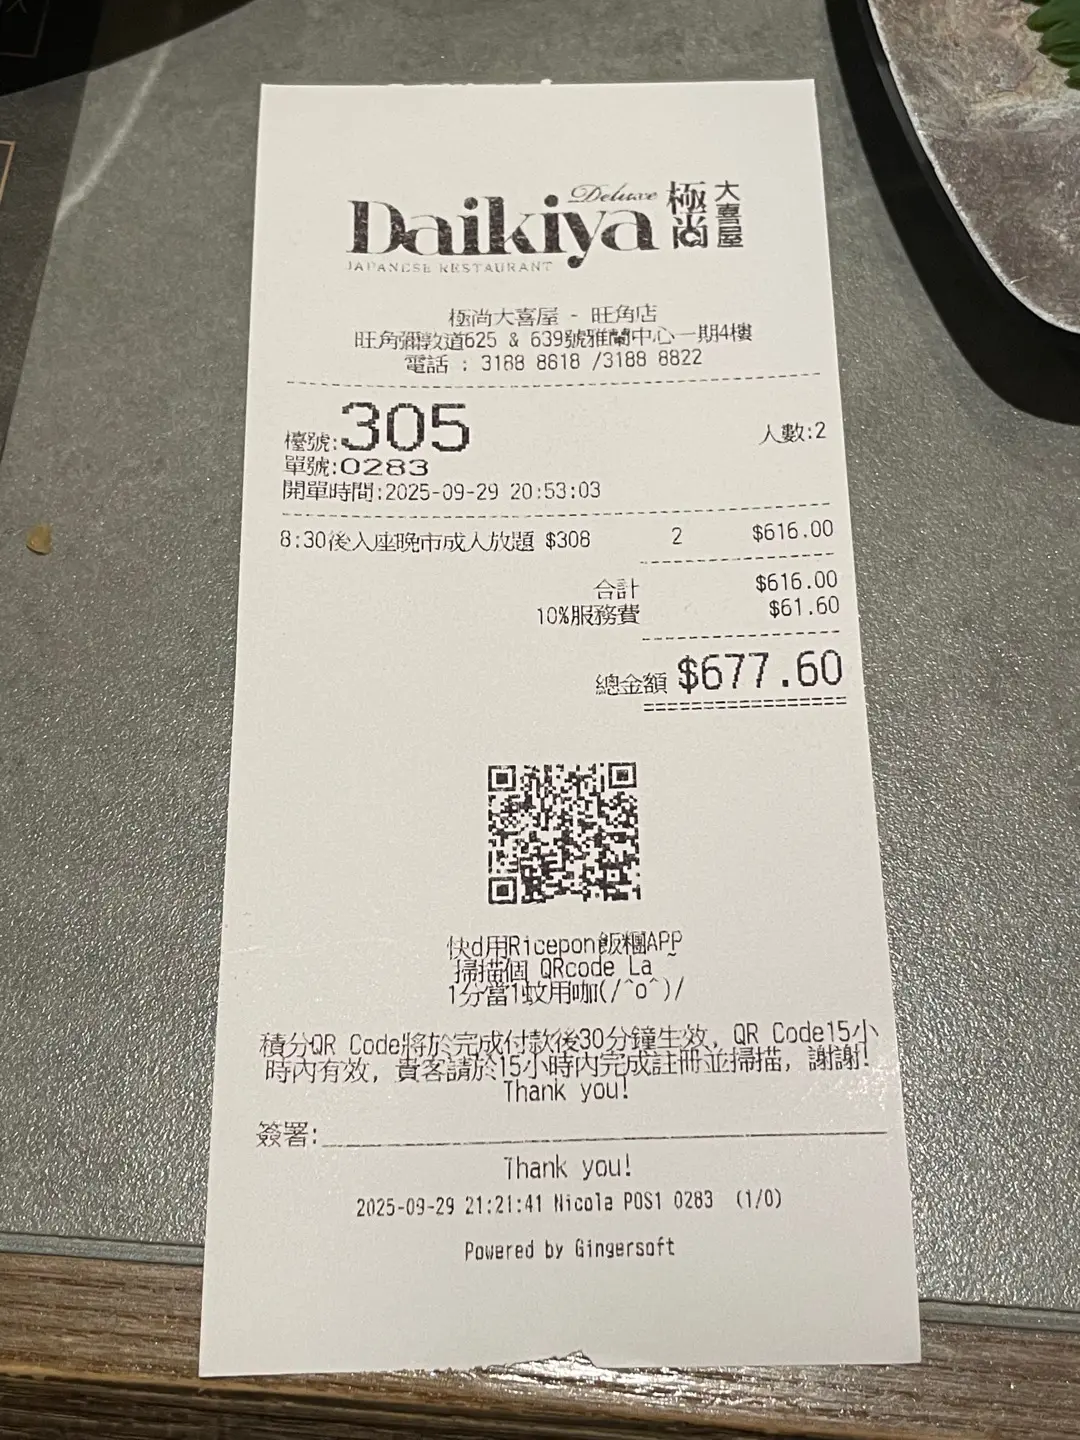 Daikiya Deluxe 極尚 大喜屋
JAPANESE RESTAURANT
極尚大喜屋 - 旺角店
旺角彌敦道625 & 639號雅蘭中心一期4樓
電話 : 3188 8618 /3188 8822
檯號:305 人數:2
單號:0283
開單時間:2025-09-29 20:53:03
8:30後入座晚市成人放題 $308 2 $616.00
合計 $616.00
10%服務費 $61.60
總金額 $677.60
快d用Ricepon飯糰APP
掃描個 QRcode La ~
1分當1蚊用咖(/^o^)/
積分QR Code將於完成付款後30分鐘生效, QR Code15小
時內有效, 貴客請於15小時內完成註冊並掃描, 謝謝!
Thank you!
簽署:
Thank you!
2025-09-29 21:21:41 Nicola POS1 0283 (1/0)
Powered by Gingersoft